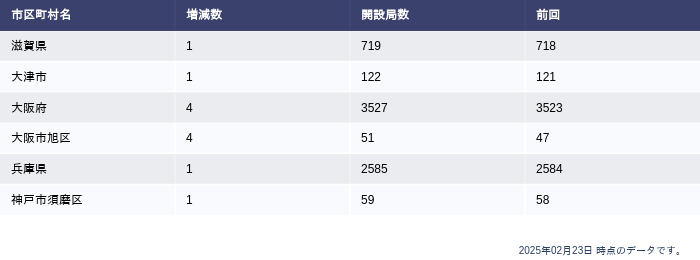 市区町村名 増減数 開設局数 前回
滋賀県 1 719 718
大津市 1 122 121
大阪府 4 3527 3523
大阪市旭区 4 51 47
兵庫県 1 2585 2584
神戸市須磨区 1 59 58
2025年02月23日 時点のデータです。